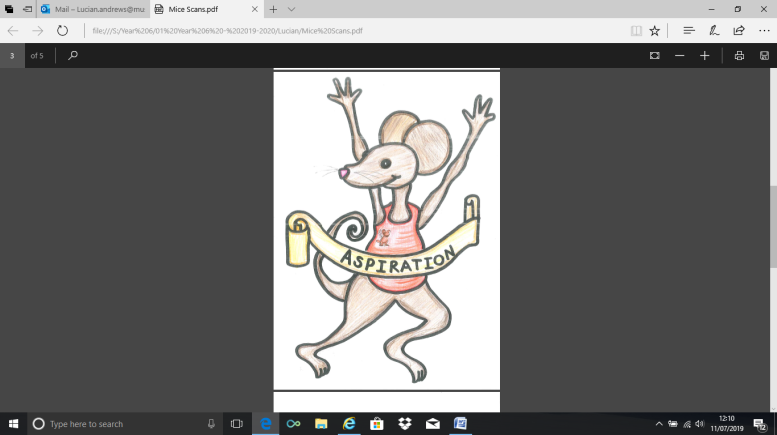 Mail – Lucian.andrews@mu
Mice Scans.pdf
file:///S:/Year%206/01%20Year%206%20-%202019-2020/Lucian/Mice%20Scans.pdf
3 of 5
ASPIRATION
Type here to search
12:10
11/07/2019